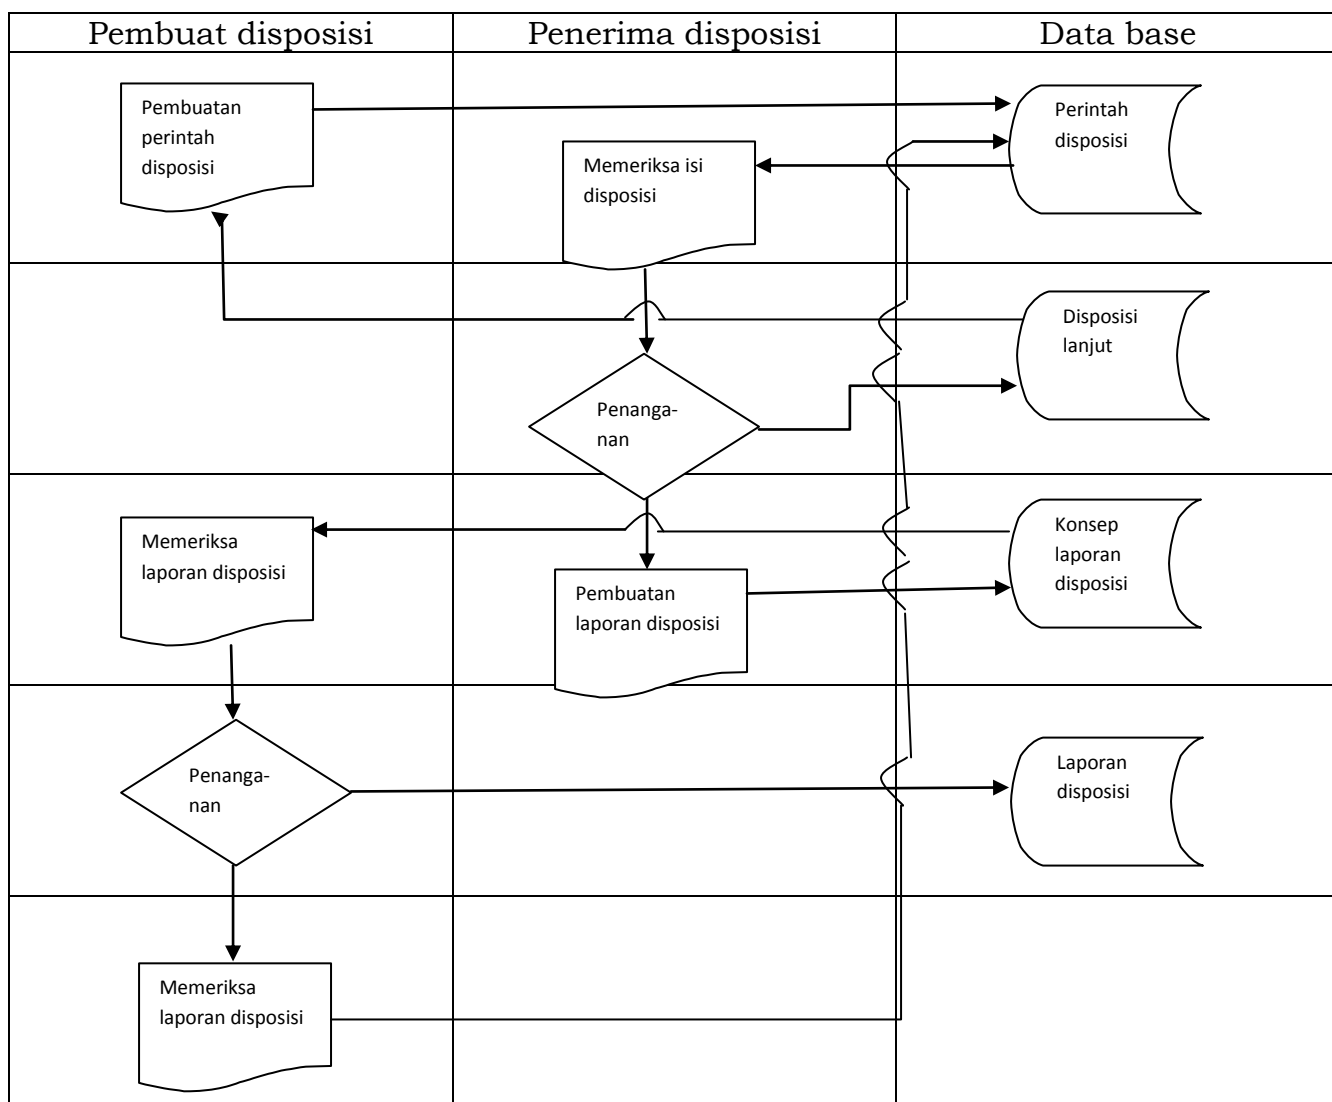 Pembuat disposisi
Penerima disposisi
Data base
Pembuatan
perintah
disposisi
Memeriksa isi
disposisi
Perintah
disposisi
Penanga-
nan
Disposisi
lanjut
Memeriksa
laporan disposisi
Pembuatan
laporan disposisi
Konsep
laporan
disposisi
Penanga-
nan
Laporan
disposisi
Memeriksa
laporan disposisi